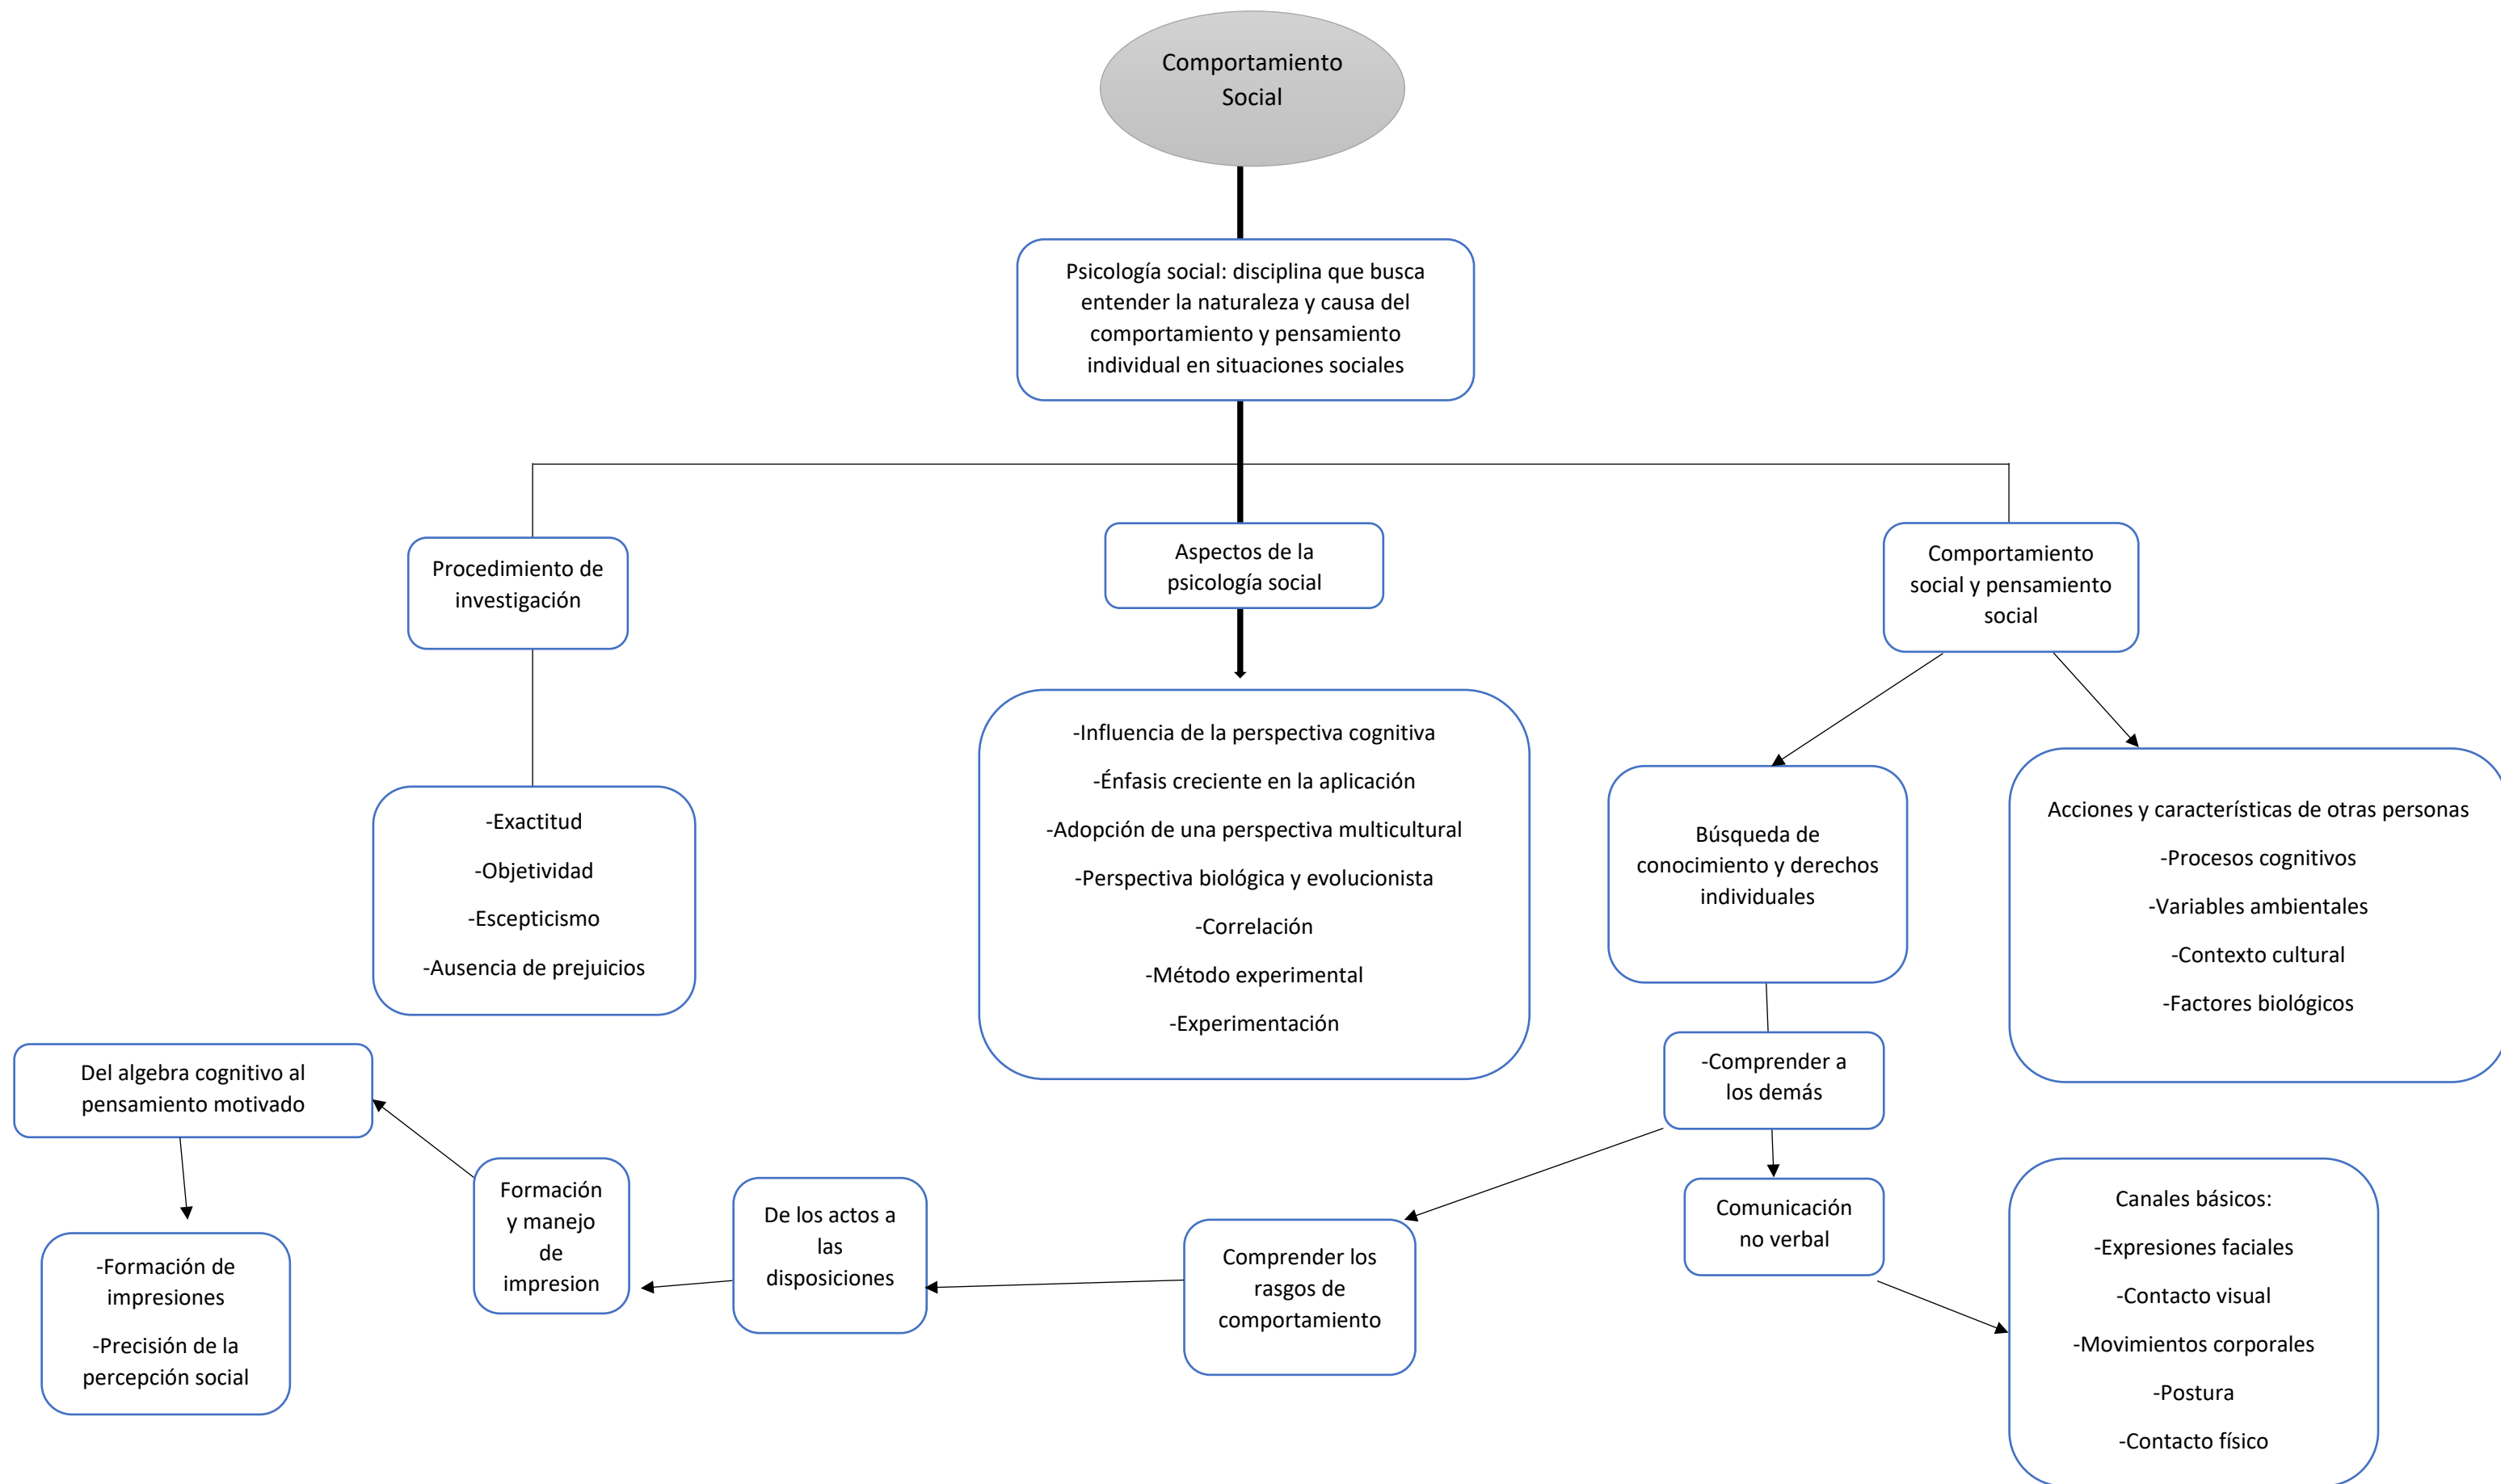 Comportamiento
Social
Psicología social: disciplina que busca
entender la naturaleza y causa del
comportamiento y pensamiento
individual en situaciones sociales
Procedimiento de
investigación
Aspectos de la
psicología social
Comportamiento
social y pensamiento
social
-Exactitud
-Objetividad
-Escepticismo
-Ausencia de prejuicios
-Influencia de la perspectiva cognitiva
-Énfasis creciente en la aplicación
-Adopción de una perspectiva multicultural
-Perspectiva biológica y evolucionista
-Correlación
-Método experimental
-Experimentación
Búsqueda de
conocimiento y derechos
individuales
Acciones y características de otras personas
-Procesos cognitivos
-Variables ambientales
-Contexto cultural
-Factores biológicos
-Comprender a
los demás
Comunicación
no verbal
Canales básicos:
-Expresiones faciales
-Contacto visual
-Movimientos corporales
-Postura
-Contacto físico
Comprender los
rasgos de
comportamiento
De los actos a
las
disposiciones
Formación
y manejo
de
impresion
Del algebra cognitivo al
pensamiento motivado
-Formación de
impresiones
-Precisión de la
percepción social